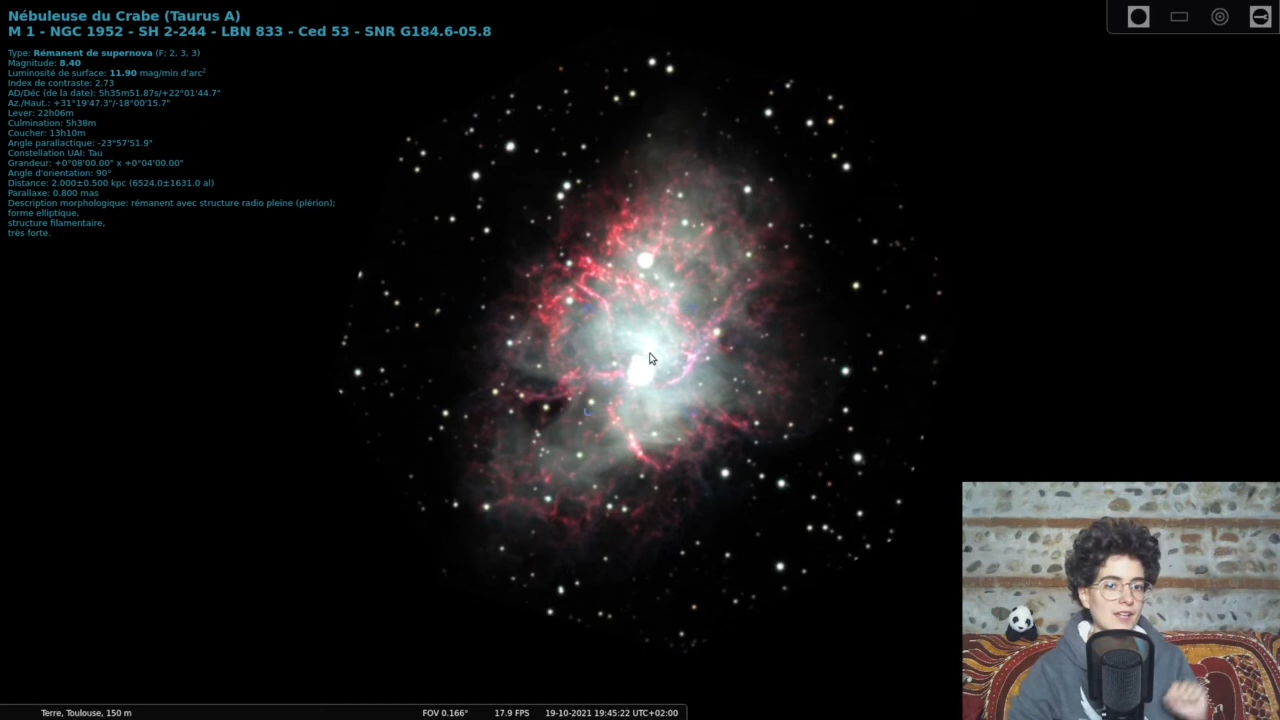 Nébuleuse du Crabe (Taurus A)
M 1 - NGC 1952 - SH 2-244 - LBN 833 - Ced 53 - SNR G184.6-05.8
Type: Rémanent de supernova (F; 2, 3, 3)
Magnitude: 8.40
Luminosité de surface: 11.90 mag/min d'arc²
Index de contraste: 2.73
AD/Déc (de la date): 5h35m51.87s/+22°01'44.7"
Az./Haut.: +31°19'47.3"/-18°00'15.7"
Lever: 22h06m
Culmination: 5h38m
Coucher: 13h10m
Angle parallactique: -23°57'51.9"
Constellation UAI: Tau
Grandeur: +0°08'00.00" x +0°04'00.00"
Angle d'orientation: 90°
Distance: 2.000±0.500 kpc (6524.0±1631.0 al)
Parallaxe: 0.800 mas
Description morphologique: rémanent avec structure radio pleine (plérion);
forme elliptique,
structure filamentaire,
très forte.
Terre, Toulouse, 150 m FOV 0.166° 17.9 FPS 19-10-2021 19:45:22 UTC+02:00